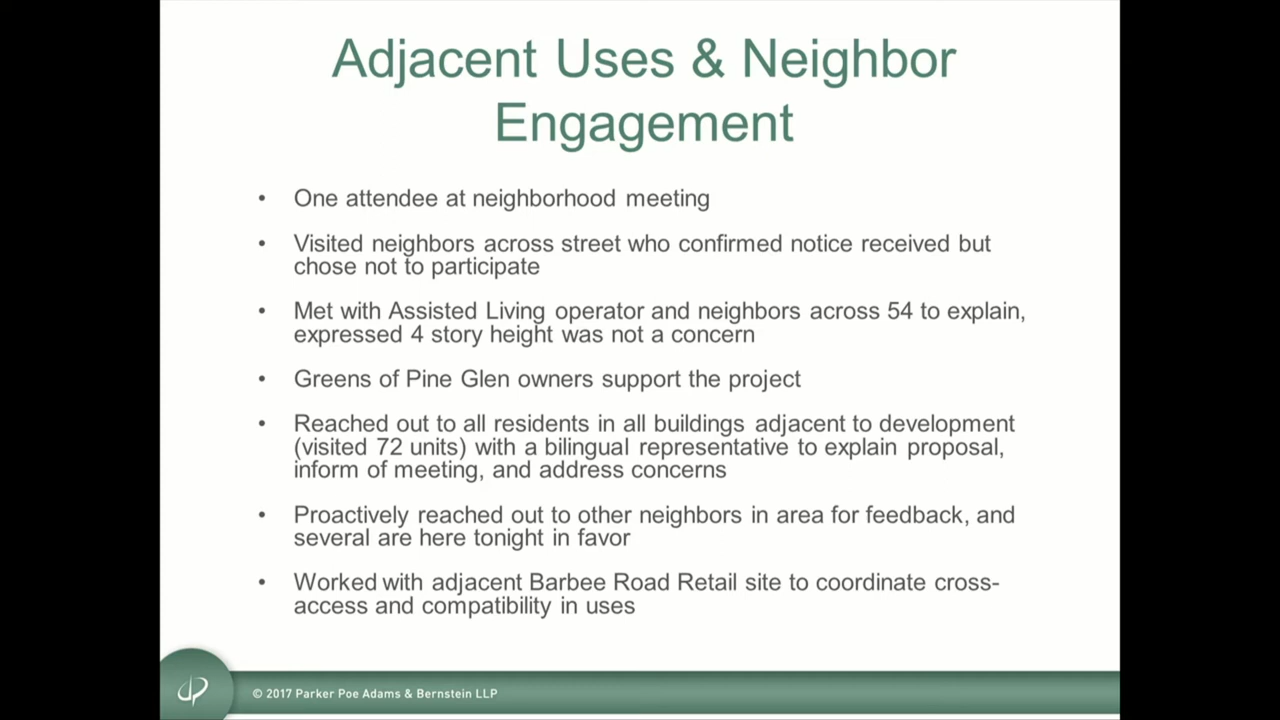 Adjacent Uses & Neighbor
Engagement
• One attendee at neighborhood meeting
• Visited neighbors across street who confirmed notice received but
chose not to participate
• Met with Assisted Living operator and neighbors across 54 to explain,
expressed 4 story height was not a concern
• Greens of Pine Glen owners support the project
• Reached out to all residents in all buildings adjacent to development
(visited 72 units) with a bilingual representative to explain proposal,
inform of meeting, and address concerns
• Proactively reached out to other neighbors in area for feedback, and
several are here tonight in favor
• Worked with adjacent Barbee Road Retail site to coordinate cross-
access and compatibility in uses
© 2017 Parker Poe Adams & Bernstein LLP